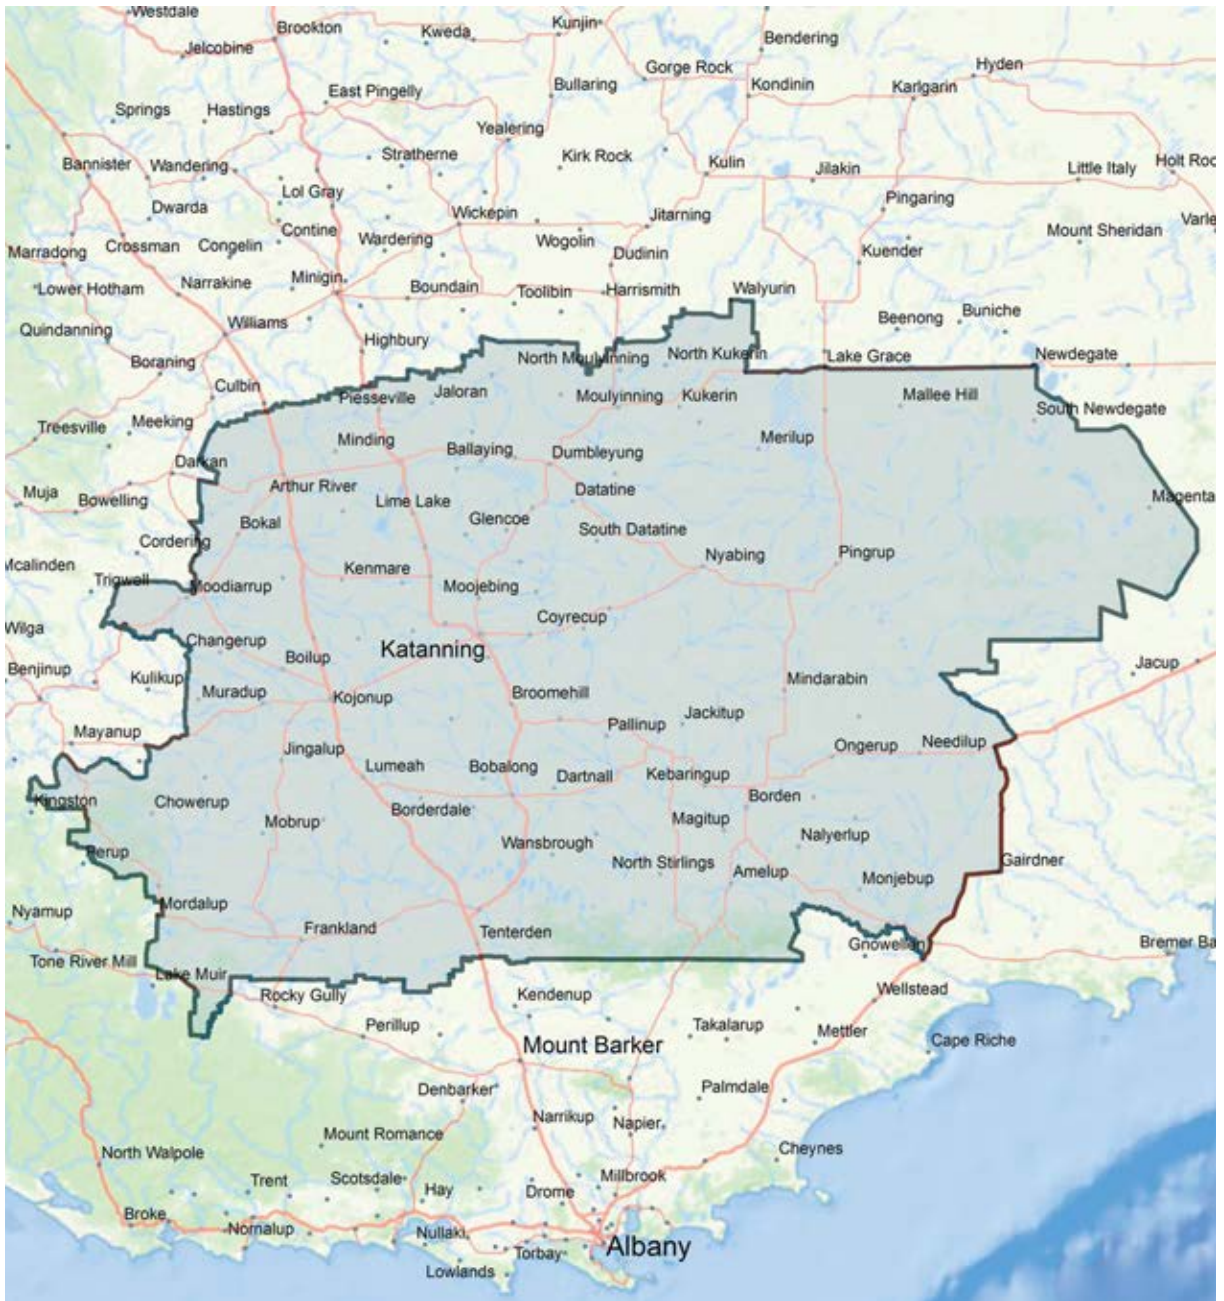 Westdale
Brookton
Kweda
Kunjin
Bendering
Jelcobine
Gorge Rock
Hyden
East Pingelly
Bullaring
Kondinin
Karlgarin
Springs
Hastings
Yealering
Bannister
Wandering
Stratherne
Kirk Rock
Kulin
Jilakin
Little Italy
Holt Roc
Lol Gray
Dwarda
Wickepin
Jitarning
Pingaring
Varle
Marradong
Crossman
Congelin
Contine
Wardering
Wogolin
Dudinin
Kuender
Mount Sheridan
Lower Hotham
Narrakine
Minigin
Boundain
Toolibin
Harrismith
Walyurin
Quindanning
Williams
Beenong
Buniche
Highbury
Boraning
North Moulyinning
North Kukerin
Lake Grace
Newdegate
Culbin
Piesseville
Jaloran
Moulyinning
Kukerin
Mallee Hill
South Newdegate
Treesville
Meeking
Minding
Ballaying
Dumbleyung
Merilup
Darkan
Muja
Bowelling
Arthur River
Lime Lake
Datatine
Magenta
Bokal
Glencoe
South Datatine
Cordering
Nyabing
Pingrup
Mcalinden
Trigwell
Moodiarrup
Kenmare
Moojebing
Coyrecup
Wilga
Changerup
Boilup
Katanning
Benjinup
Kulikup
Muradup
Kojonup
Broomehill
Mindarabin
Jacup
Mayanup
Jingalup
Pallinup
Jackitup
Ongerup
Needilup
Lumeah
Bobalong
Dartnall
Kebaringup
Kingston
Chowerup
Mobrup
Borderdale
Borden
Magitup
Nalyerlup
Perup
Wansbrough
North Stirlings
Amelup
Monjebup
Gairdner
Nyamup
Mordalup
Frankland
Tenterden
Gnowellen
Bremer Ba
Tone River Mill
Lake Muir
Rocky Gully
Kendenup
Wellstead
Perillup
Mount Barker
Takalarup
Mettler
Cape Riche
Denbarker
Palmdale
Narrikup
Napier
Mount Romance
Cheynes
North Walpole
Trent
Scotsdale
Hay
Drome
Millbrook
Broke
Nornalup
Nullaki
Torbay
Albany
Lowlands